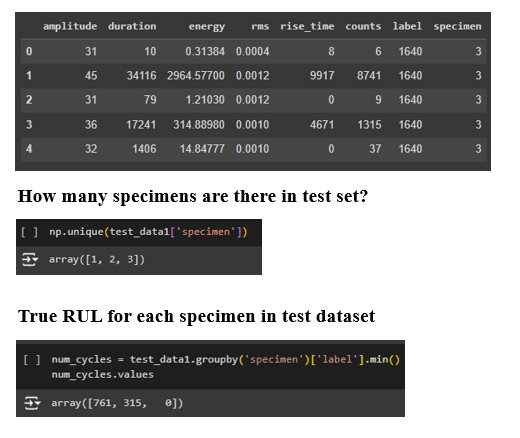 amplitude duration energy rms rise_time counts label specimen
0 31 10 0.31384 0.0004 8 6 1640 3
1 45 34116 2964.57700 0.0012 9917 8741 1640 3
2 31 79 1.21030 0.0012 0 9 1640 3
3 36 17241 314.88980 0.0010 4671 1315 1640 3
4 32 1406 14.84777 0.0010 0 37 1640 3
How many specimens are there in test set?
[ ] np.unique(test_data1['specimen'])
array([1, 2, 3])
True RUL for each specimen in test dataset
[ ] num_cycles = test_data1.groupby('specimen')['label'].min()
num_cycles.values
array([761, 315,   0])